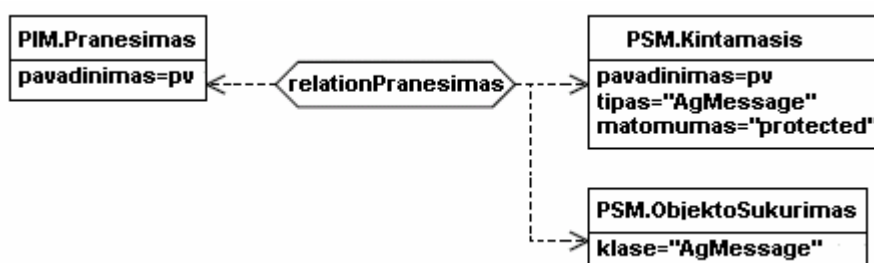 PIM.Pranesimas
pavadinimas=pv
relationPranesimas
PSM.Kintamasis
pavadinimas=pv
tipas="AgMessage"
matomumas="protected"
PSM.ObjektoSukurimas
klase="AgMessage"